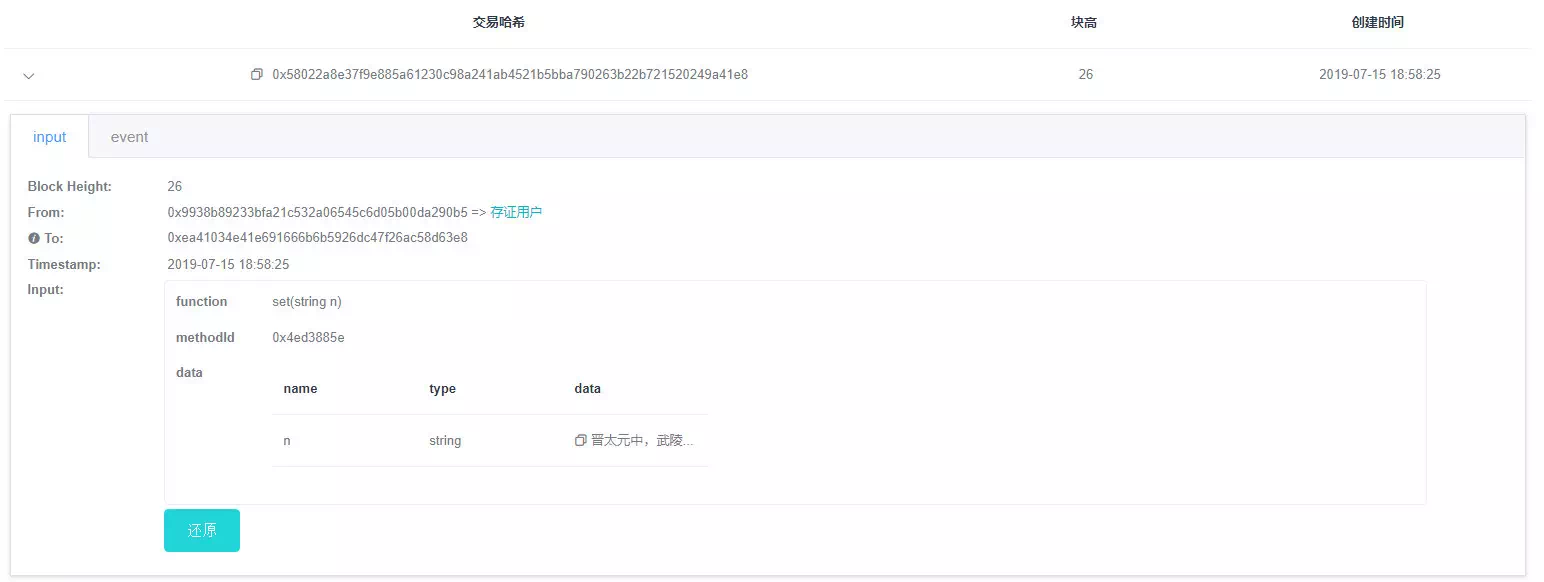 交易哈希 块高 创建时间
0x58022a8e37f9e885a61230c98a241ab4521b5bba790263b22b721520249a41e8 26 2019-07-15 18:58:25
input event
Block Height: 26
From: 0x9938b89233bfa21c532a06545c6d05b00da290b5 => 存证用户
To: 0xea41034e41e691666b6b5926dc47f26ac58d63e8
Timestamp: 2019-07-15 18:58:25
Input:
function set(string n)
methodId 0x4ed3885e
data
name type data
n string 晋太元中，武陵...
还原